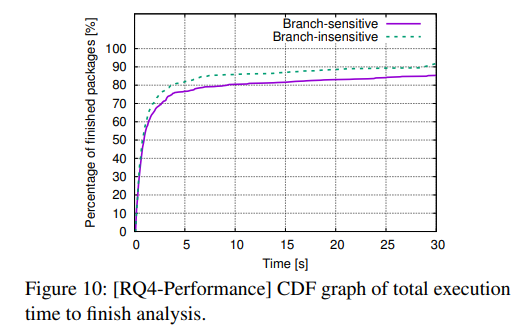 Branch-sensitive
Branch-insensitive
Percentage of finished packages [%]
100
90
80
70
60
50
40
30
20
10
0
0 5 10 15 20 25 30
Time [s]
Figure 10: [RQ4-Performance] CDF graph of total execution
time to finish analysis.